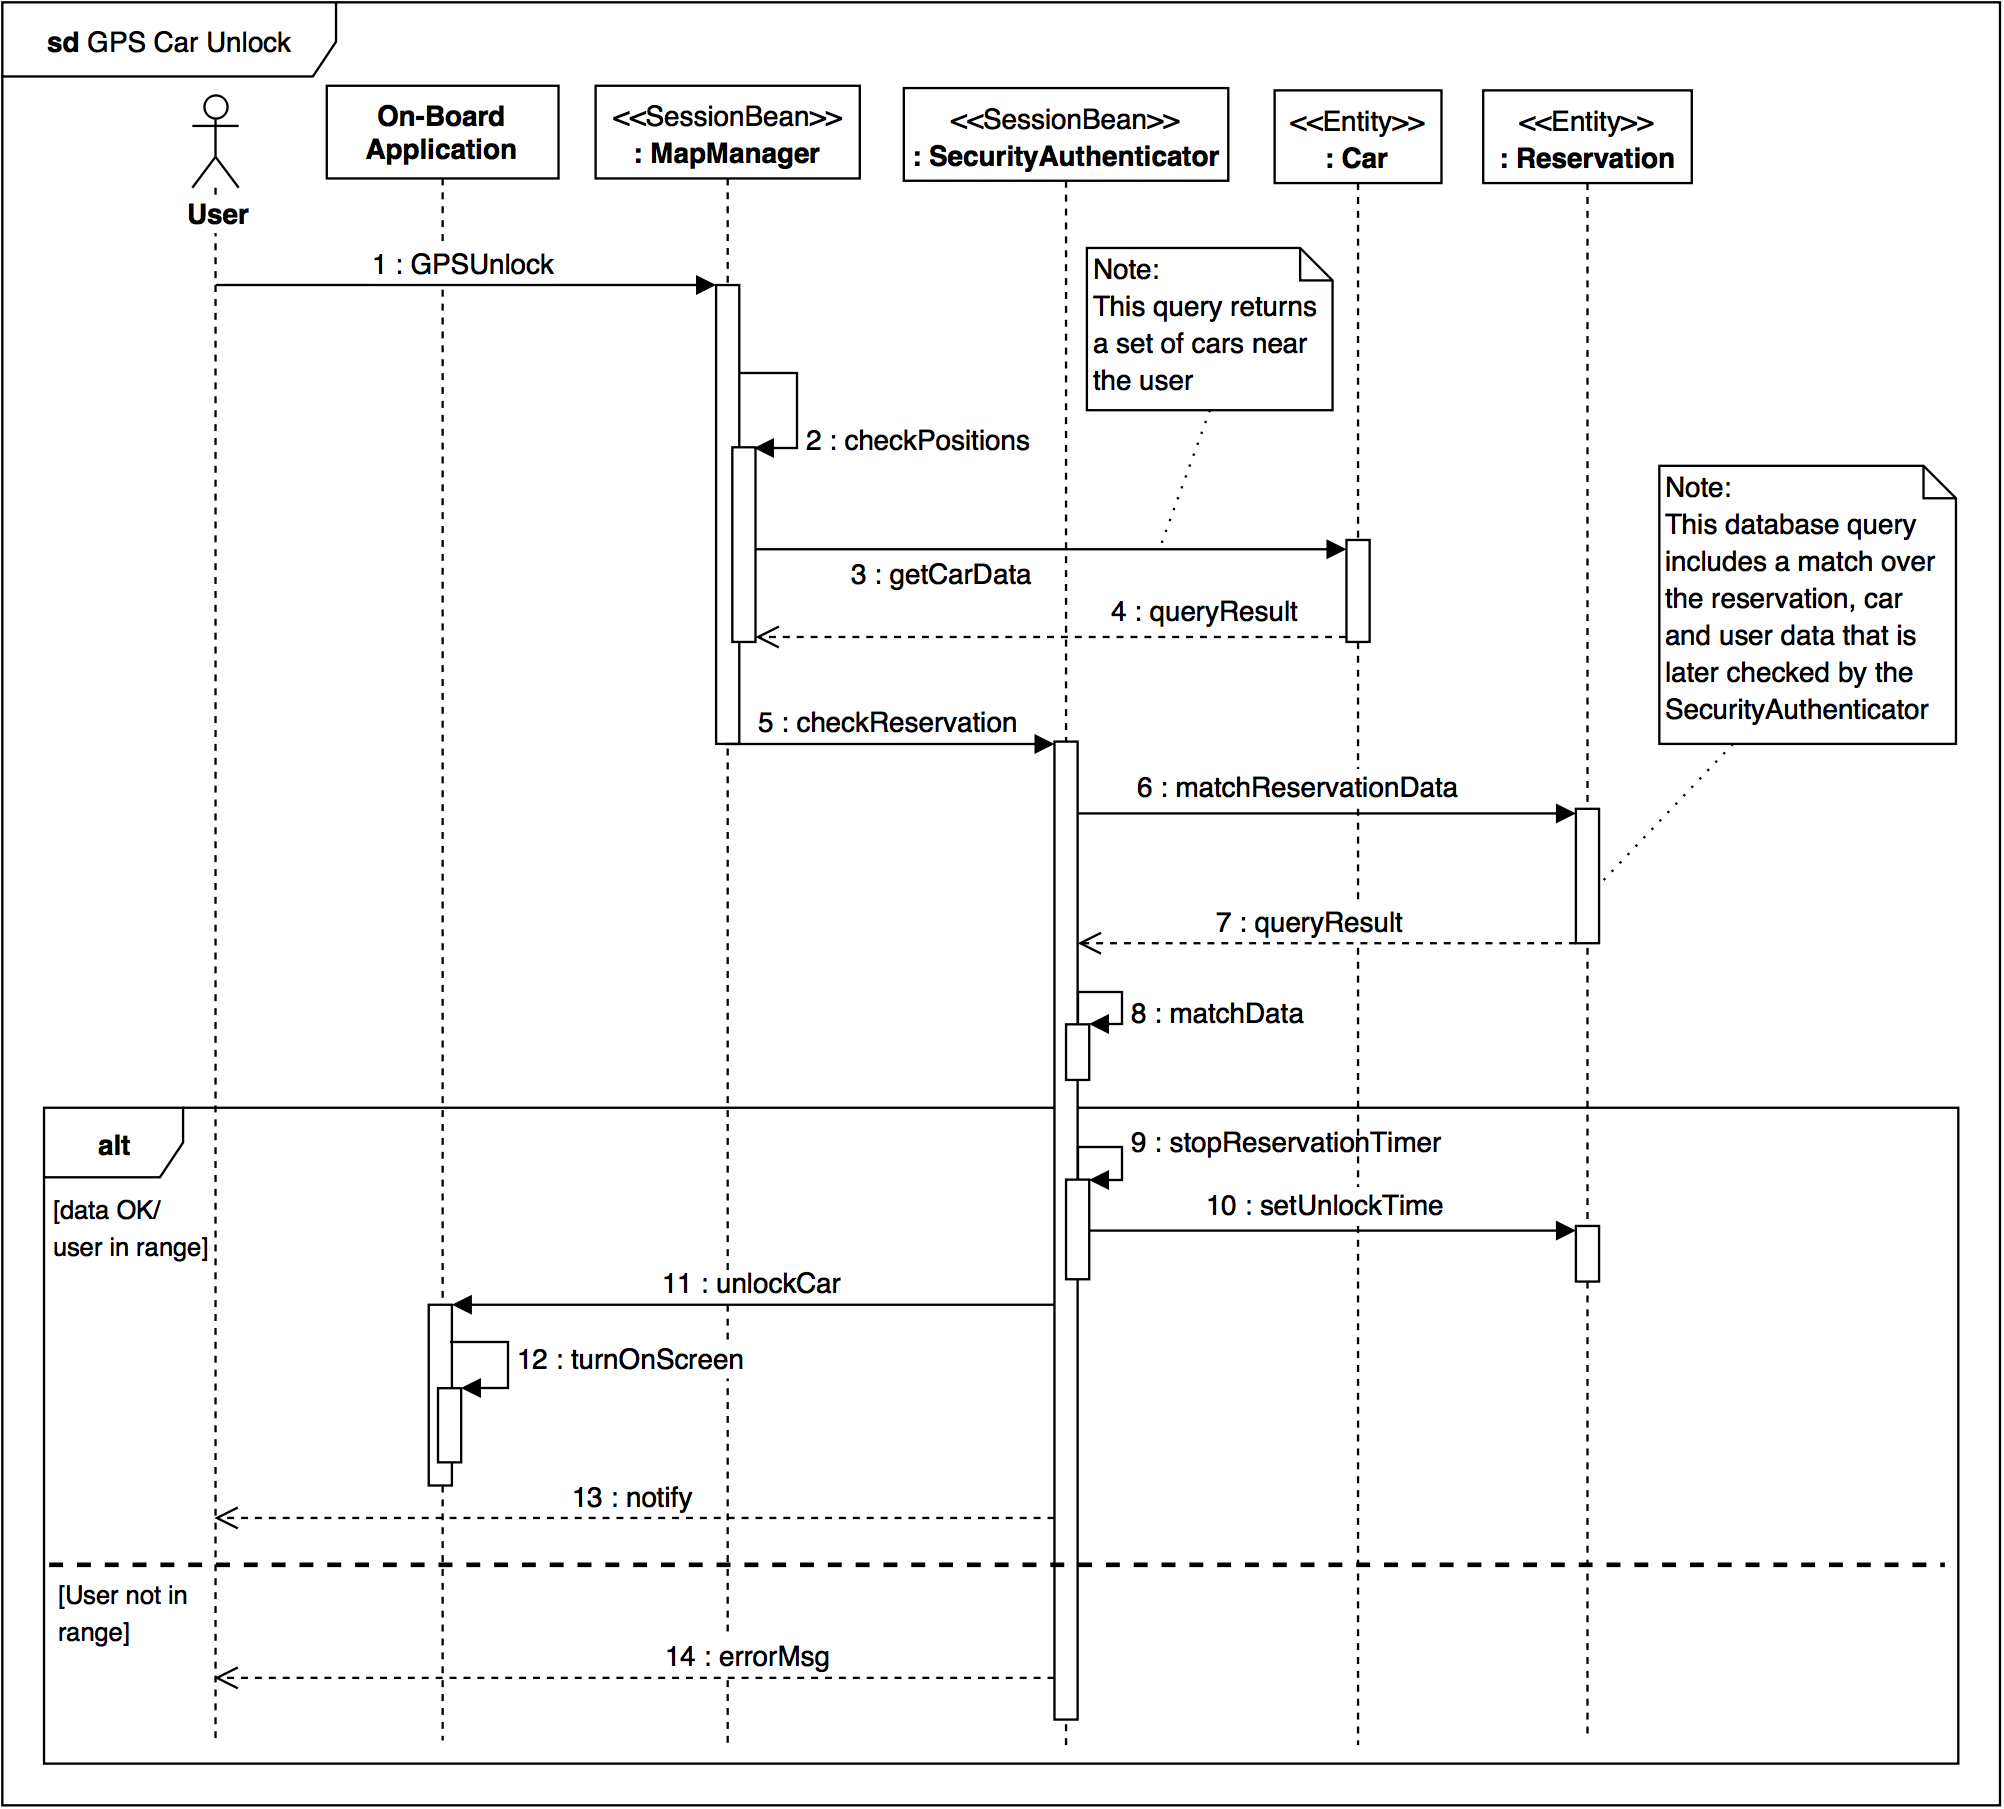 sd GPS Car Unlock
User
On-Board
Application
<<SessionBean>>
: MapManager
<<SessionBean>>
: SecurityAuthenticator
<<Entity>>
: Car
<<Entity>>
: Reservation
1 : GPSUnlock
Note:
This query returns
a set of cars near
the user
2 : checkPositions
Note:
This database query
includes a match over
the reservation, car
and user data that is
later checked by the
SecurityAuthenticator
3 : getCarData
4 : queryResult
5 : checkReservation
6 : matchReservationData
7 : queryResult
8 : matchData
alt
9 : stopReservationTimer
[data OK/
user in range]
10 : setUnlockTime
11 : unlockCar
12 : turnOnScreen
13 : notify
[User not in
range]
14 : errorMsg